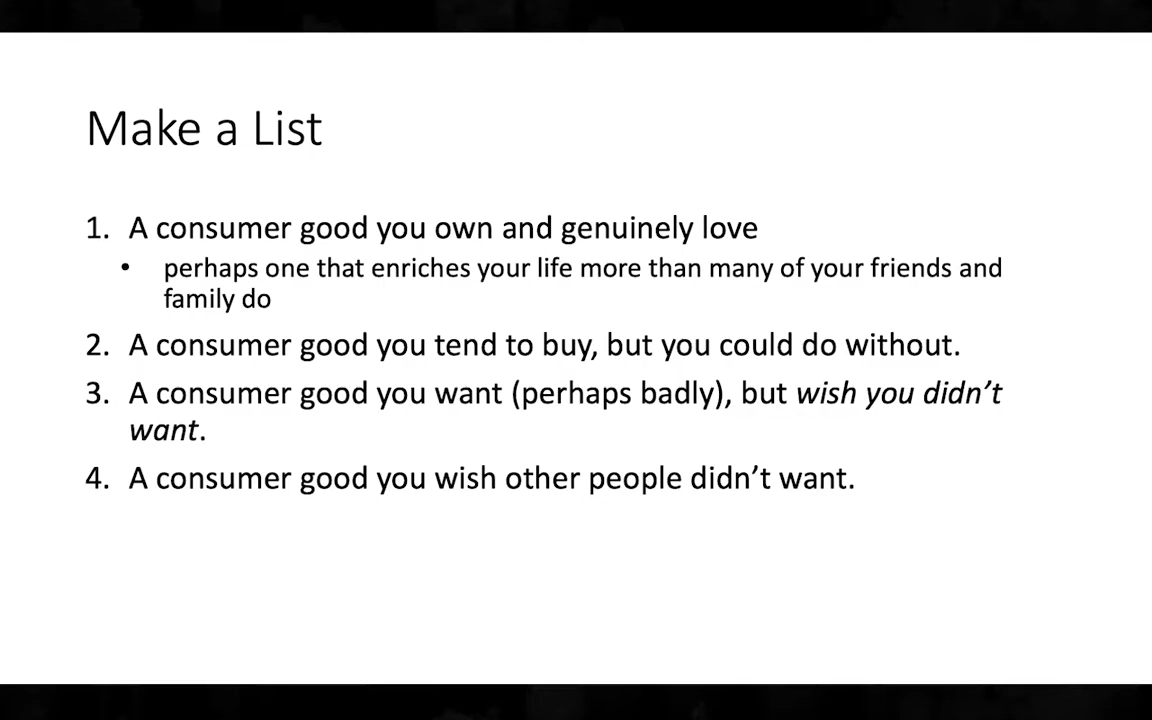 Make a List
1. A consumer good you own and genuinely love
• perhaps one that enriches your life more than many of your friends and
family do
2. A consumer good you tend to buy, but you could do without.
3. A consumer good you want (perhaps badly), but wish you didn’t
want.
4. A consumer good you wish other people didn’t want.